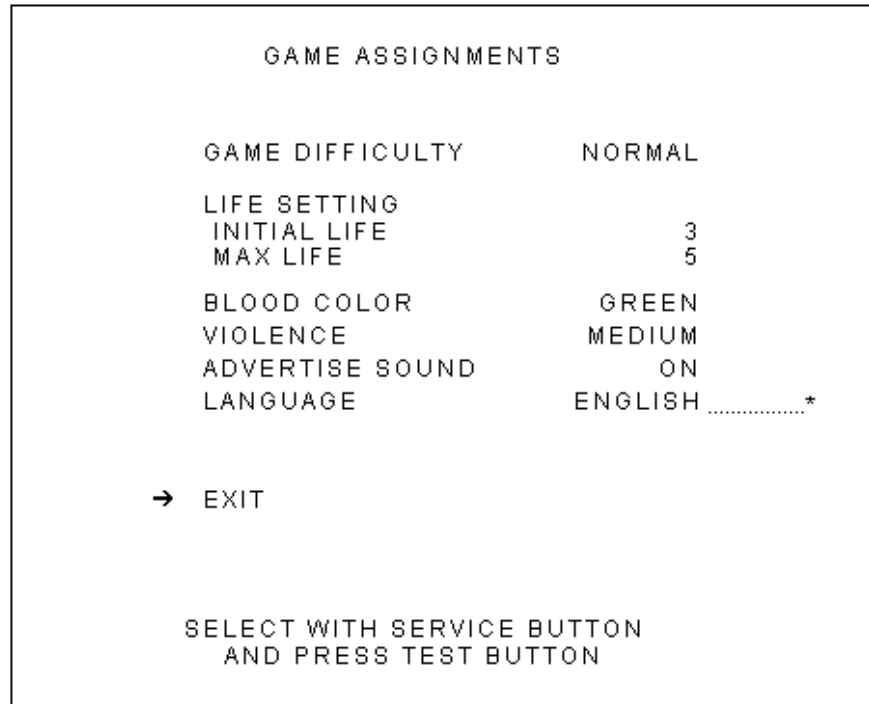 GAME ASSIGNMENTS
GAME DIFFICULTY NORMAL
LIFE SETTING
INITIAL LIFE 3
MAX LIFE 5
BLOOD COLOR GREEN
VIOLENCE MEDIUM
ADVERTISE SOUND ON
LANGUAGE ENGLISH ................*
→ EXIT
SELECT WITH SERVICE BUTTON
AND PRESS TEST BUTTON